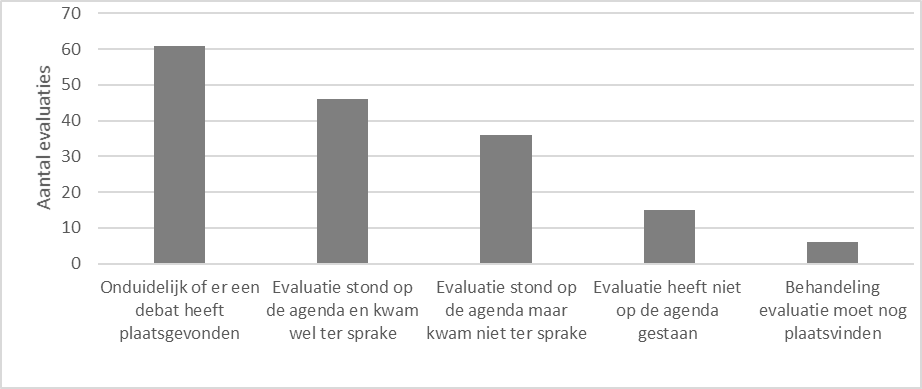 70
60
50
40
30
20
10
0
Aantal evaluaties
Onduidelijk of er een
debat heeft
plaatsgevonden
Evaluatie stond op
de agenda en kwam
wel ter sprake
Evaluatie stond op
de agenda maar
kwam niet ter sprake
Evaluatie heeft niet
op de agenda
gestaan
Behandeling
evaluatie moet nog
plaatsvinden